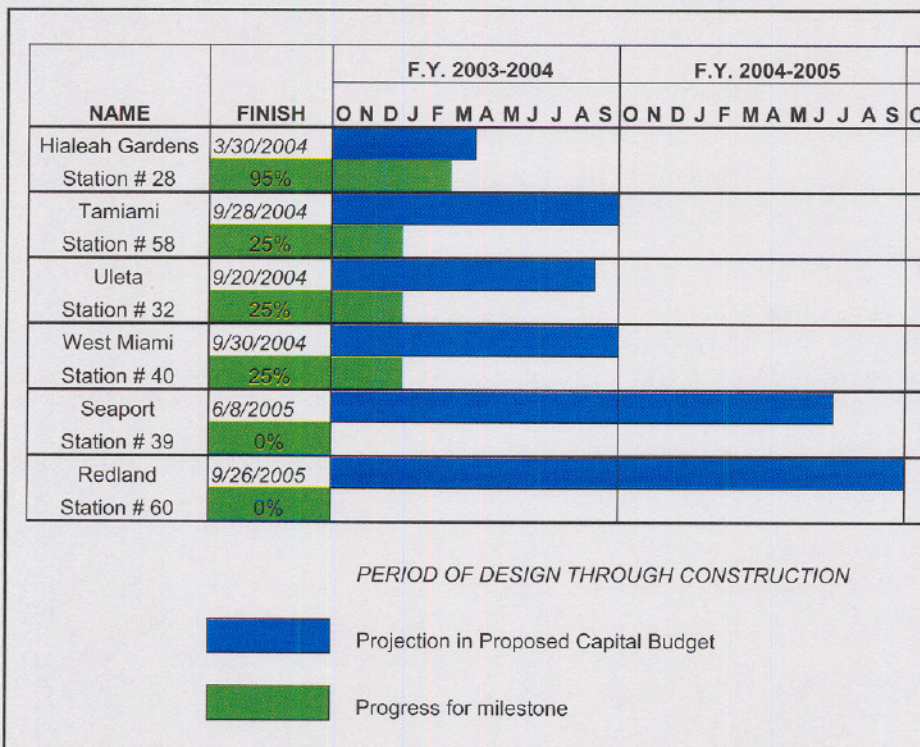 F.Y. 2003-2004 F.Y. 2004-2005
NAME FINISH O N D J F M A M J J A S O N D J F M A M J J A S O
Hialeah Gardens 3/30/2004
Station # 28 95%
Tamiami 9/28/2004
Station # 58 25%
Uleta 9/20/2004
Station # 32 25%
West Miami 9/30/2004
Station # 40 25%
Seaport 6/8/2005
Station # 39 0%
Redland 9/26/2005
Station # 60 0%
PERIOD OF DESIGN THROUGH CONSTRUCTION
Projection in Proposed Capital Budget
Progress for milestone